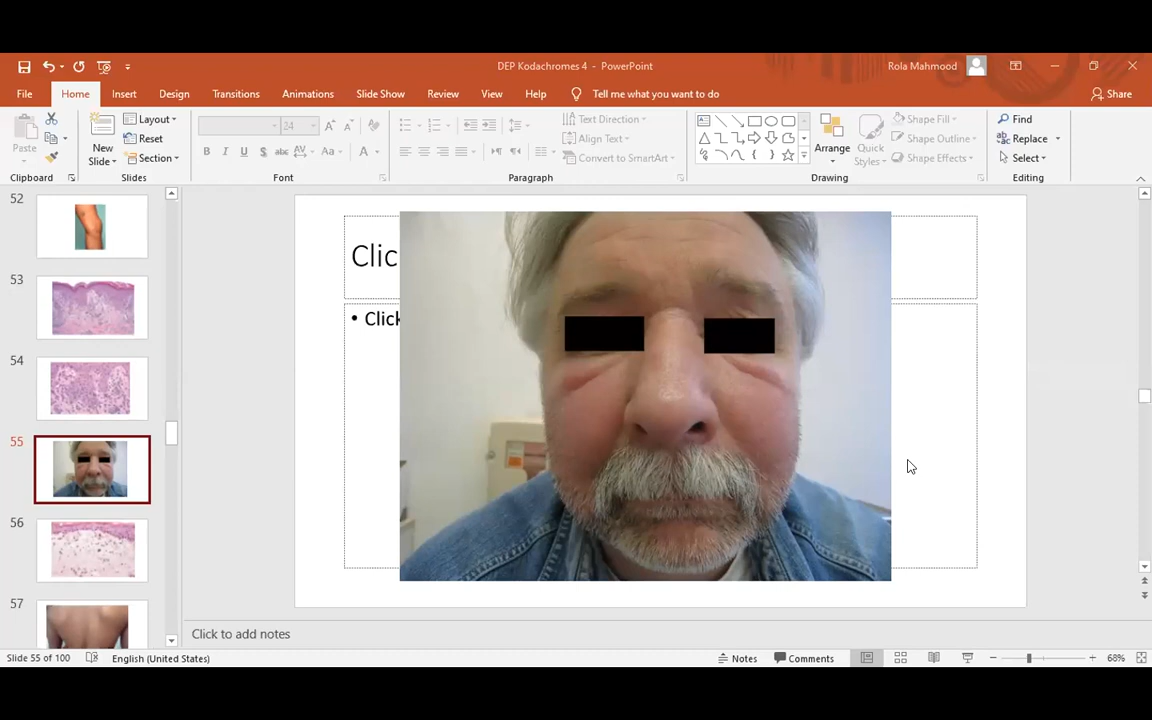 DEP Kodachromes 4 - PowerPoint
Rola Mahmood
File Home Insert Design Transitions Animations Slide Show Review View Help Tell me what you want to do Share
Paste
New Slide
Layout
Reset
Section
24
B I U S abc AV Aa A
Text Direction
Align Text
Convert to SmartArt
Arrange
Quick Styles
Shape Fill
Shape Outline
Shape Effects
Find
Replace
Select
Clipboard Slides Font Paragraph Drawing Editing
52
53
54
55
56
57
Clic
• Click
Click to add notes
Slide 55 of 100 English (United States) Notes Comments 68%